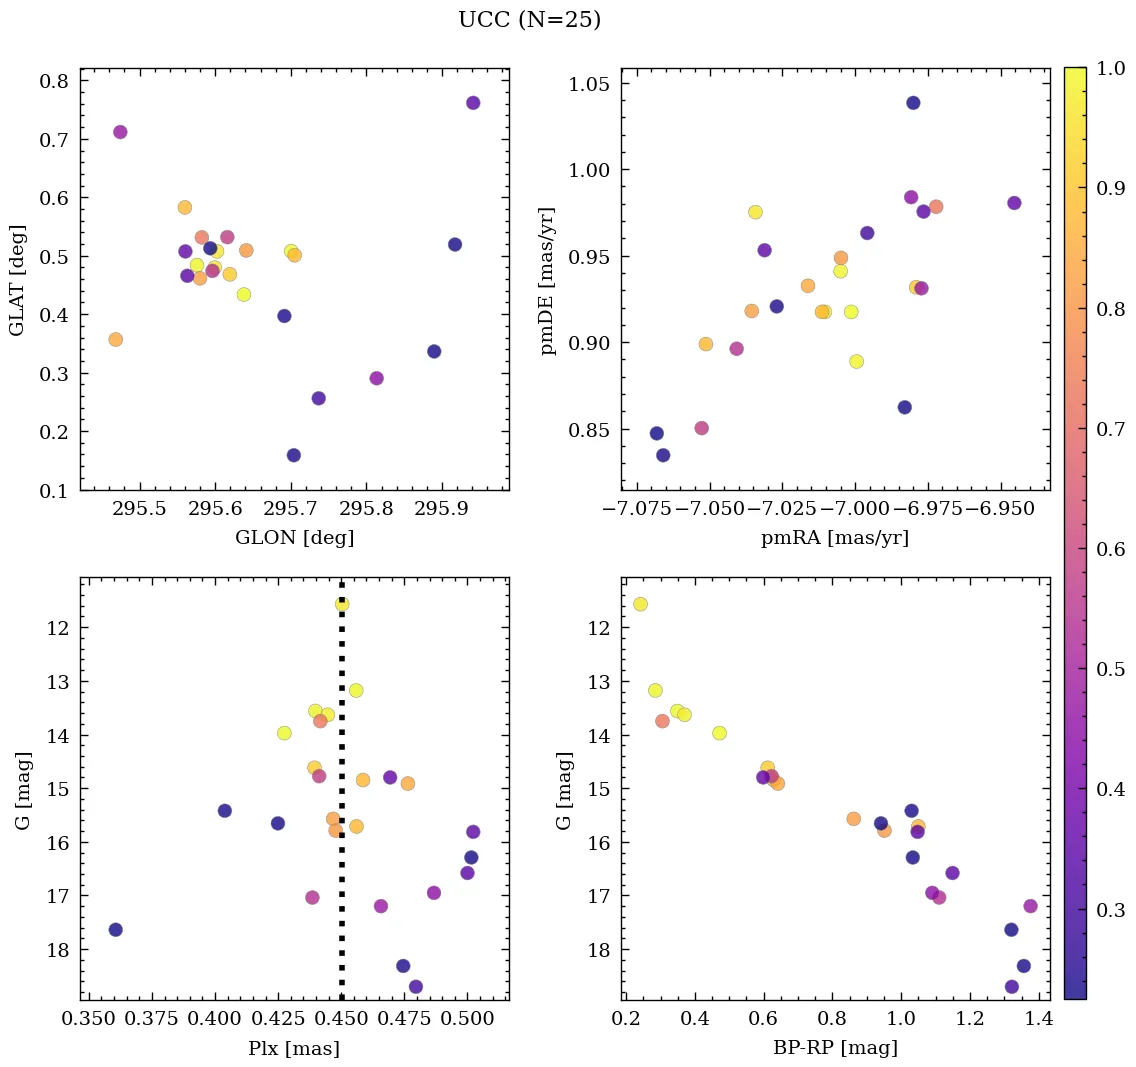 UCC (N=25)
0.8
0.7
0.6
0.5
0.4
0.3
0.2
0.1
GLAT [deg]
295.5 295.6 295.7 295.8 295.9
GLON [deg]
1.05
1.00
0.95
0.90
0.85
pmDE [mas/yr]
−7.075 −7.050 −7.025 −7.000 −6.975 −6.950
pmRA [mas/yr]
12
13
14
15
16
17
18
G [mag]
0.350 0.375 0.400 0.425 0.450 0.475 0.500
Plx [mas]
12
13
14
15
16
17
18
G [mag]
0.2 0.4 0.6 0.8 1.0 1.2 1.4
BP-RP [mag]
1.0
0.9
0.8
0.7
0.6
0.5
0.4
0.3